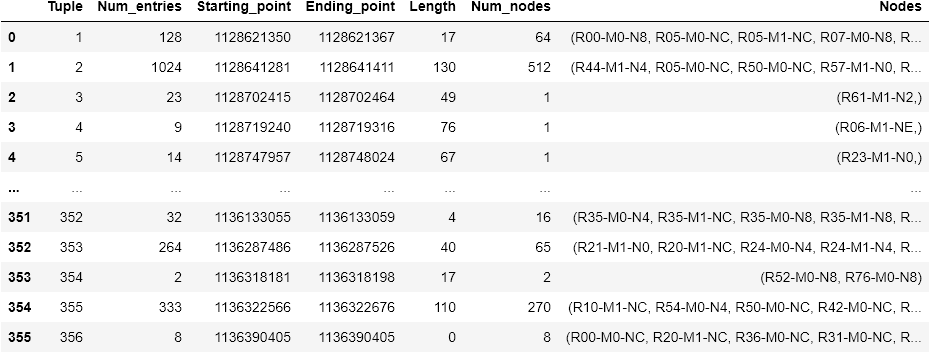 Tuple Num_entries Starting_point Ending_point Length Num_nodes Nodes
0 1 128 1128621350 1128621367 17 64 (R00-M0-N8, R05-M0-NC, R05-M1-NC, R07-M0-N8, R...
1 2 1024 1128641281 1128641411 130 512 (R44-M1-N4, R05-M0-NC, R50-M0-NC, R57-M1-N0, R...
2 3 23 1128702415 1128702464 49 1 (R61-M1-N2,)
3 4 9 1128719240 1128719316 76 1 (R06-M1-NE,)
4 5 14 1128747957 1128748024 67 1 (R23-M1-N0,)
... ... ... ... ... ... ... ...
351 352 32 1136133055 1136133059 4 16 (R35-M0-N4, R35-M1-NC, R35-M0-N8, R35-M1-N8, R...
352 353 264 1136287486 1136287526 40 65 (R21-M1-N0, R20-M1-NC, R24-M0-N4, R24-M1-N4, R...
353 354 2 1136318181 1136318198 17 2 (R52-M0-N8, R76-M0-N8)
354 355 333 1136322566 1136322676 110 270 (R10-M1-NC, R54-M0-N4, R50-M0-NC, R42-M0-NC, R...
355 356 8 1136390405 1136390405 0 8 (R00-M0-NC, R20-M1-NC, R36-M0-NC, R31-M0-NC, R...